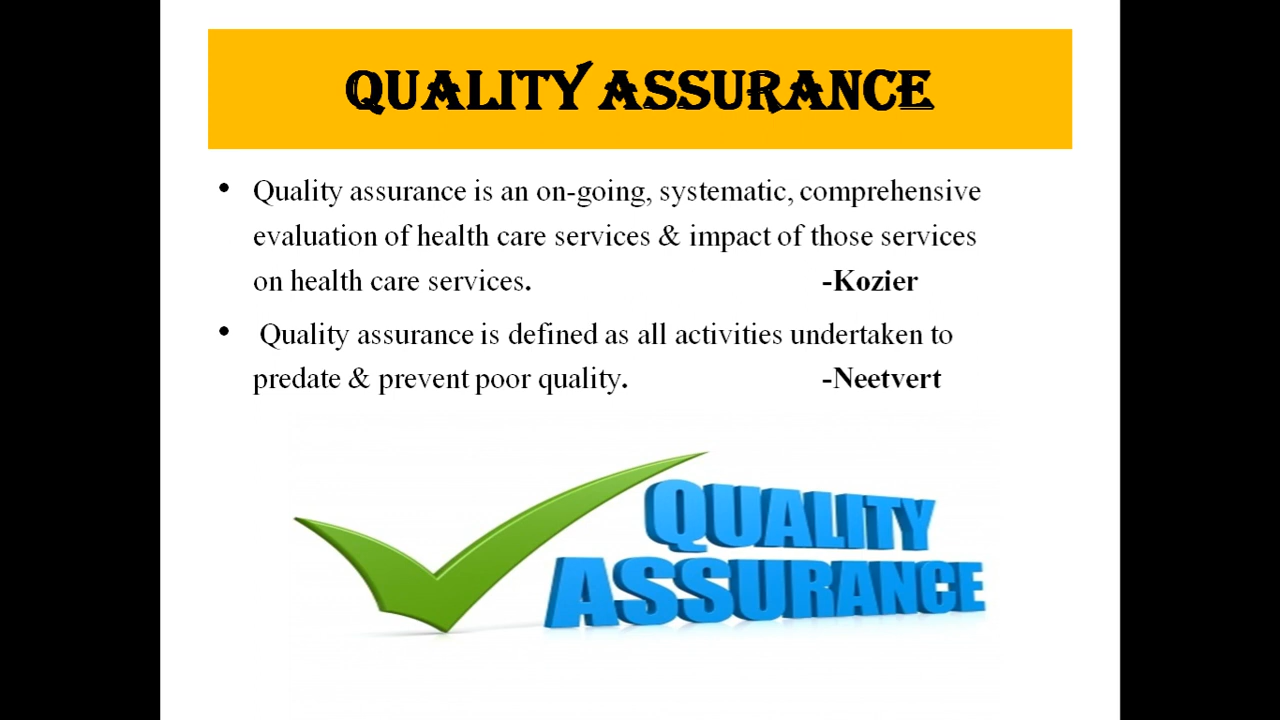 QUALITY ASSURANCE
• Quality assurance is an on-going, systematic, comprehensive
evaluation of health care services & impact of those services
on health care services. -Kozier
• Quality assurance is defined as all activities undertaken to
predate & prevent poor quality. -Neetvert
QUALITY
ASSURANCE